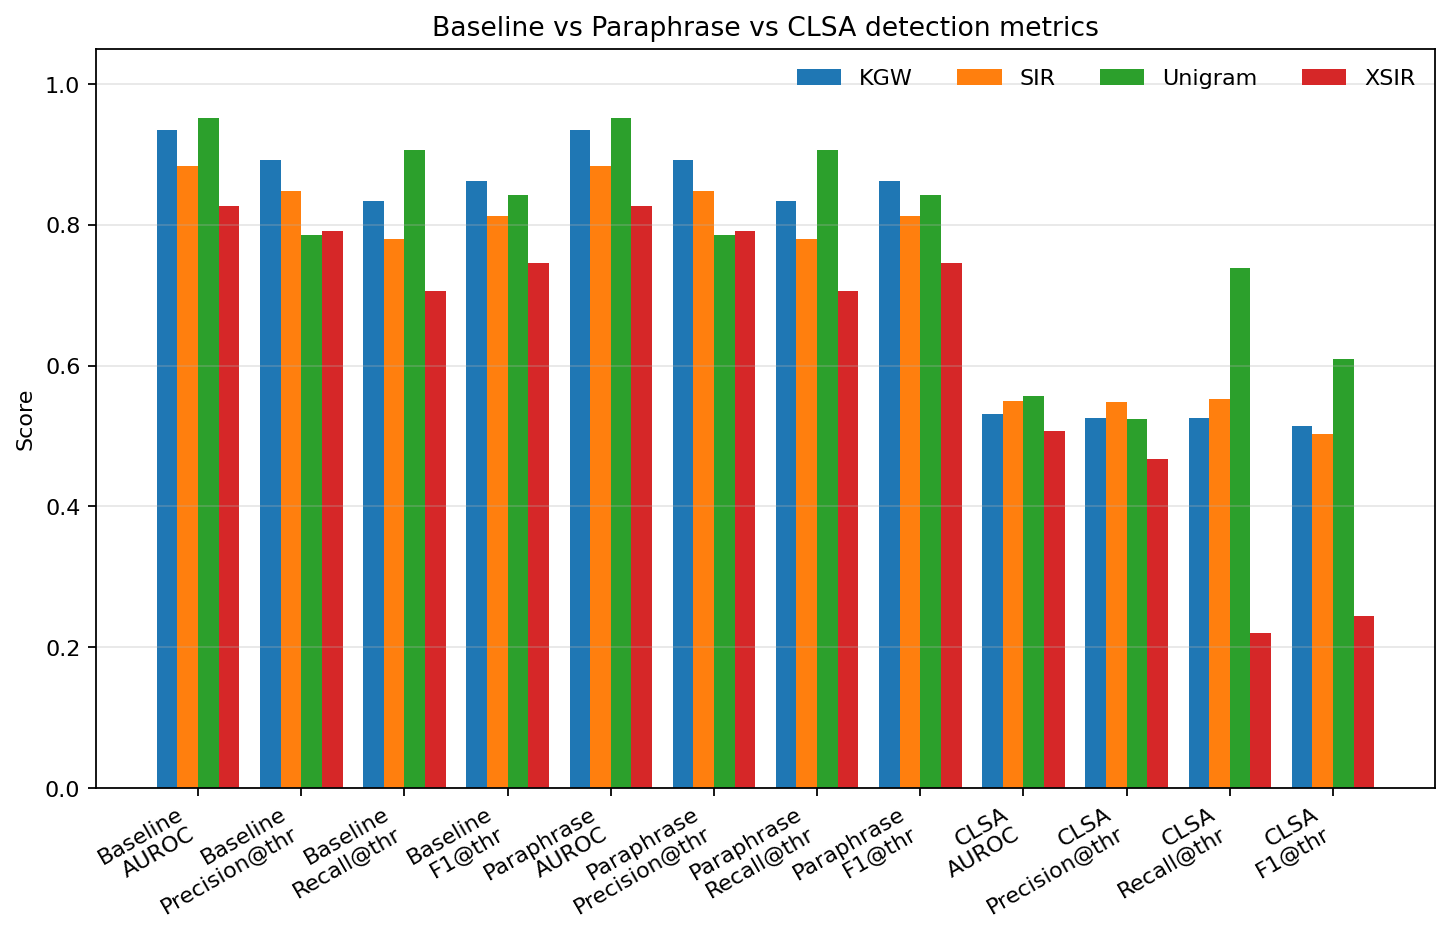 Baseline vs Paraphrase vs CLSA detection metrics
KGW
SIR
Unigram
XSIR
Score
1.0
0.8
0.6
0.4
0.2
0.0
Baseline
AUROC
Baseline
Precision@thr
Baseline
Recall@thr
Baseline
F1@thr
Paraphrase
AUROC
Paraphrase
Precision@thr
Paraphrase
Recall@thr
Paraphrase
F1@thr
CLSA
AUROC
CLSA
Precision@thr
CLSA
Recall@thr
CLSA
F1@thr